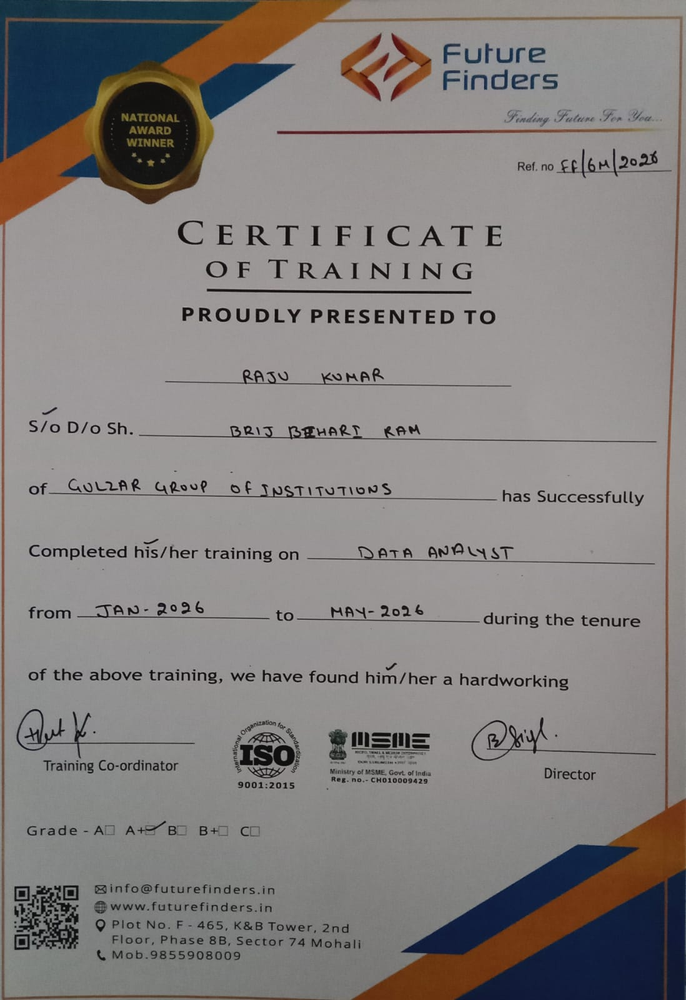 Future
Finders
Finding Future For You...
NATIONAL
AWARD
WINNER
Ref. no FF/6M/2026
CERTIFICATE
OF TRAINING
PROUDLY PRESENTED TO
RAJU KUMAR
S/o D/o Sh. BRIJ BEHARI RAM
of GULZAR GROUP OF INSTITUTIONS has Successfully
Completed his/her training on DATA ANALYST
from JAN-2026 to MAY-2026 during the tenure
of the above training, we have found him/her a hardworking
Training Co-ordinator
International Organization for Standardization
ISO
9001:2015
MSME
MICRO, SMALL & MEDIUM ENTERPRISES
Ministry of MSME, Govt. of India
Reg. no.- CH010009429
Director
Grade - A A+ B B+ C
info@futurefinders.in
www.futurefinders.in
Plot No. F - 465, K&B Tower, 2nd
Floor, Phase 8B, Sector 74 Mohali
Mob.9855908009